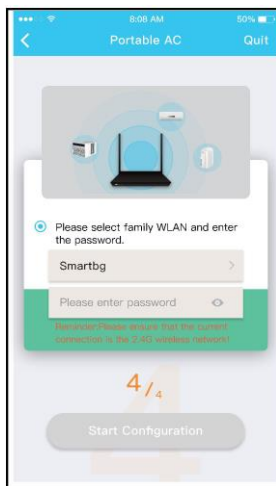 8:08 AM
50%
Portable AC
Quit
Please select family WLAN and enter
the password.
Smartbg
Please enter password
Reminder:Please ensure that the current
connection is the 2.4G wireless network!
4/4
Start Configuration